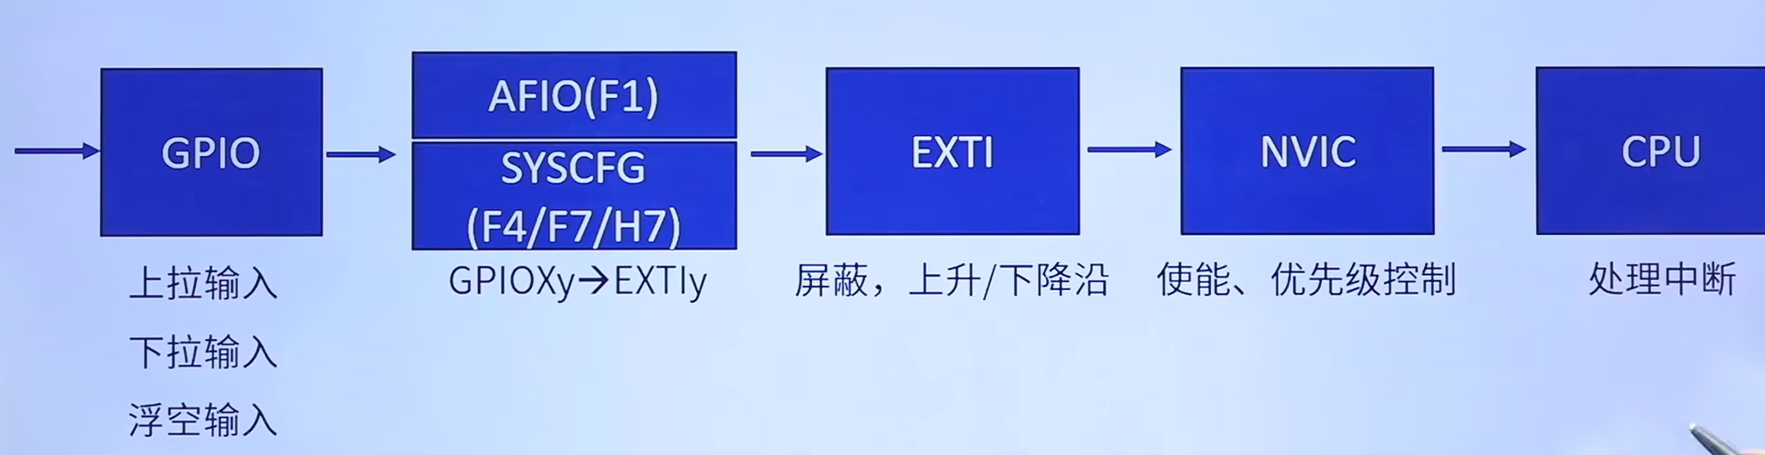 GPIO
AFIO(F1)
SYSCFG
(F4/F7/H7)
EXTI
NVIC
CPU
上拉输入
下拉输入
浮空输入
GPIOXy→EXTIy
屏蔽，上升/下降沿
使能、优先级控制
处理中断